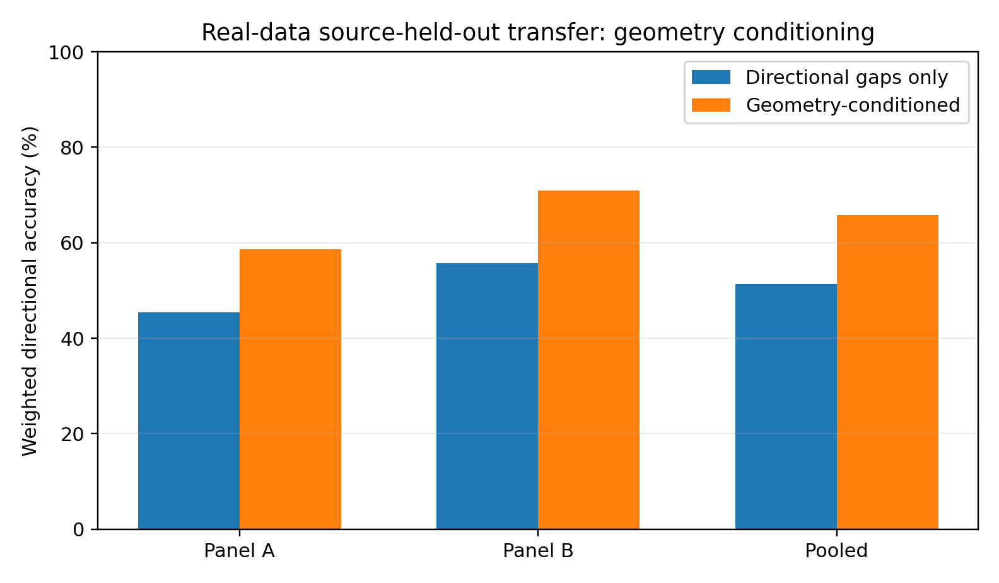 Real-data source-held-out transfer: geometry conditioning
Directional gaps only
Geometry-conditioned
Weighted directional accuracy (%)
100
80
60
40
20
0
Panel A
Panel B
Pooled